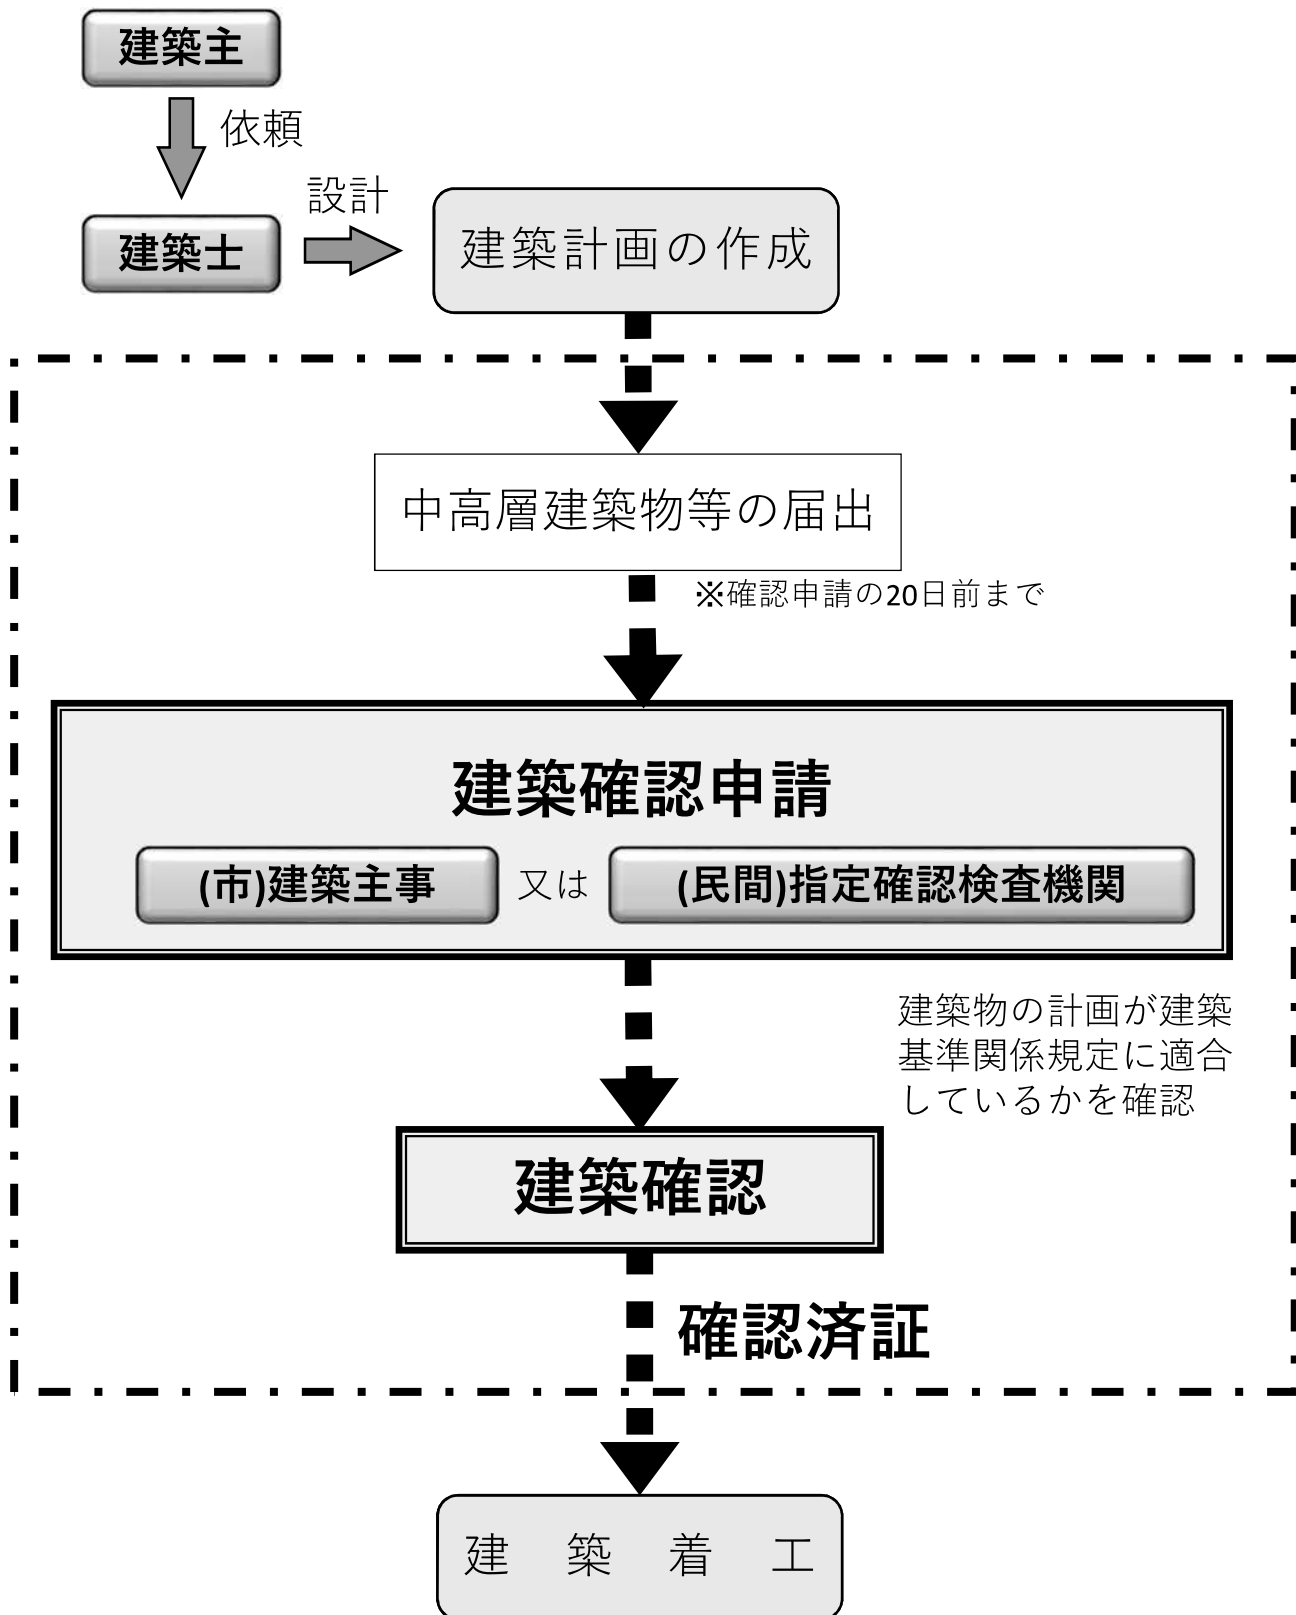 建築主
依頼
設計
建築士
建築計画の作成
中高層建築物等の届出
※確認申請の20日前まで
建築確認申請
(市)建築主事 又は (民間)指定確認検査機関
建築物の計画が建築
基準関係規定に適合
しているかを確認
建築確認
確認済証
建築着工